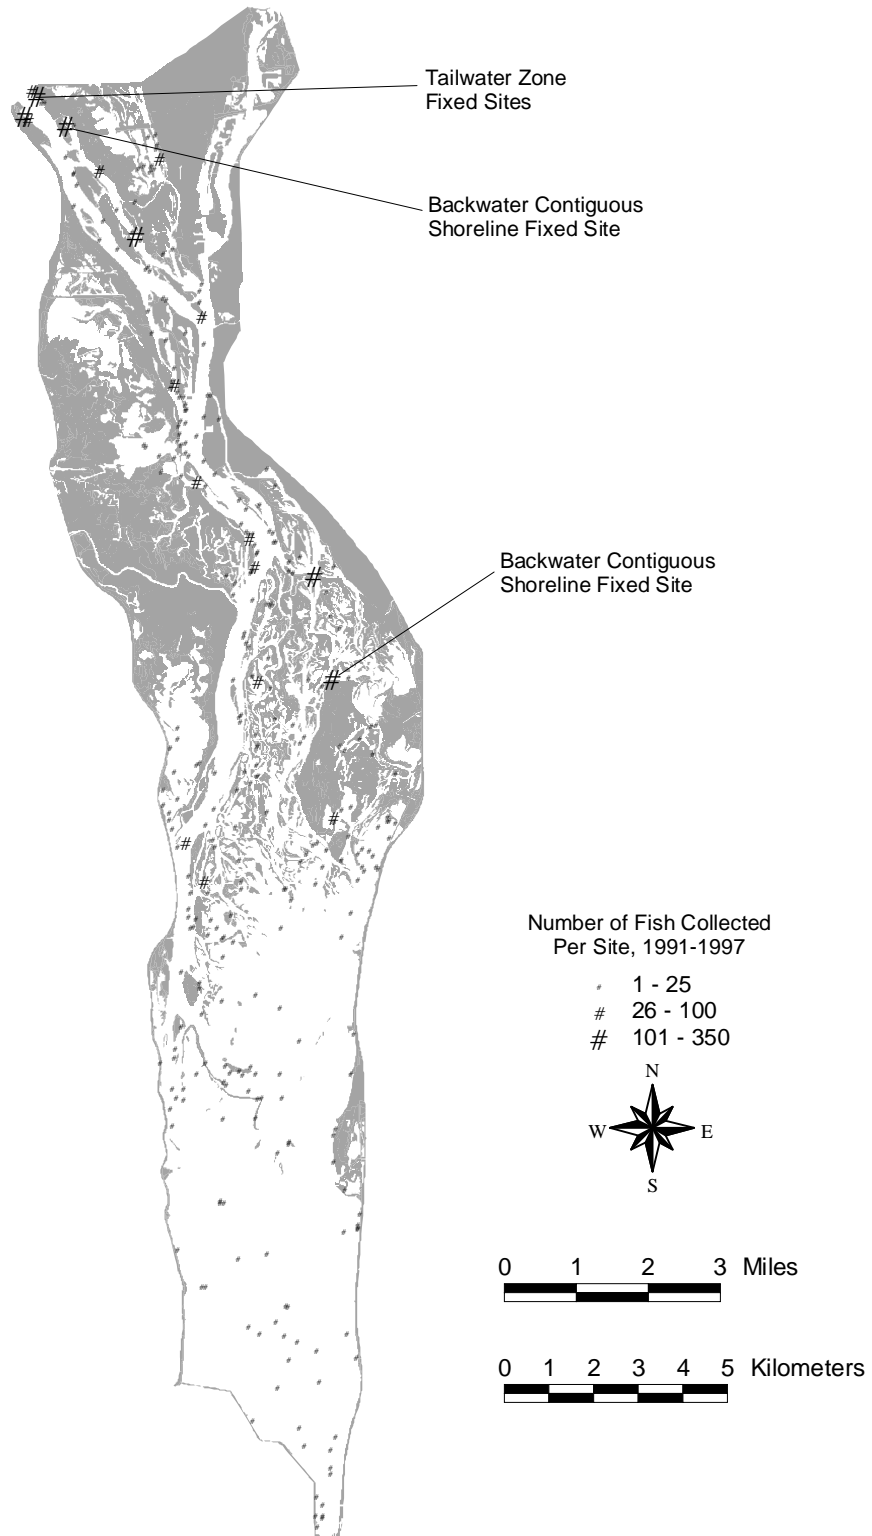 Tailwater Zone
Fixed Sites
Backwater Contiguous
Shoreline Fixed Site
Backwater Contiguous
Shoreline Fixed Site
Number of Fish Collected
Per Site, 1991-1997
# 1 - 25
# 26 - 100
# 101 - 350
N
W E
S
0 1 2 3 Miles
0 1 2 3 4 5 Kilometers